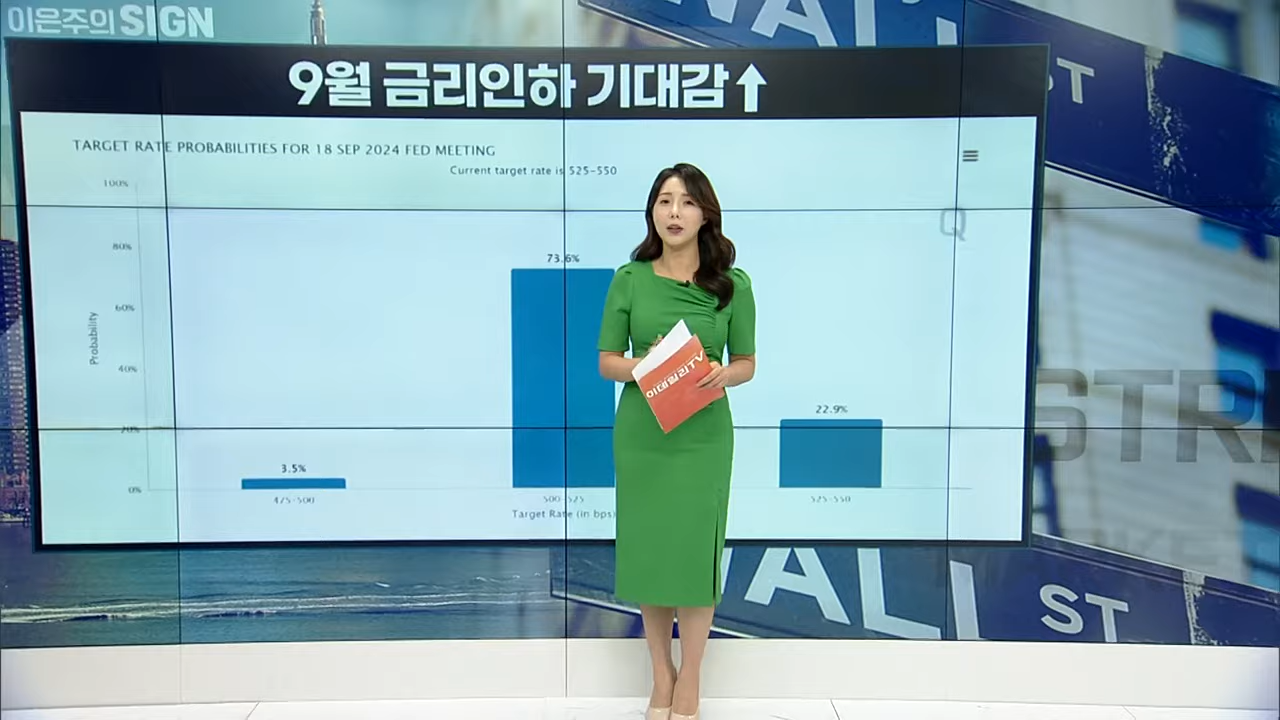 이은주의 SIGN
9월 금리인하 기대감↑
TARGET RATE PROBABILITIES FOR 18 SEP 2024 FED MEETING
Current target rate is 525-550
100%
80%
60%
40%
20%
0%
Probability
73.6%
22.9%
3.5%
475-500
500-525
525-550
Target Rate (in bps)
이데일리TV
WALL ST
Q
STRE
WALL ST